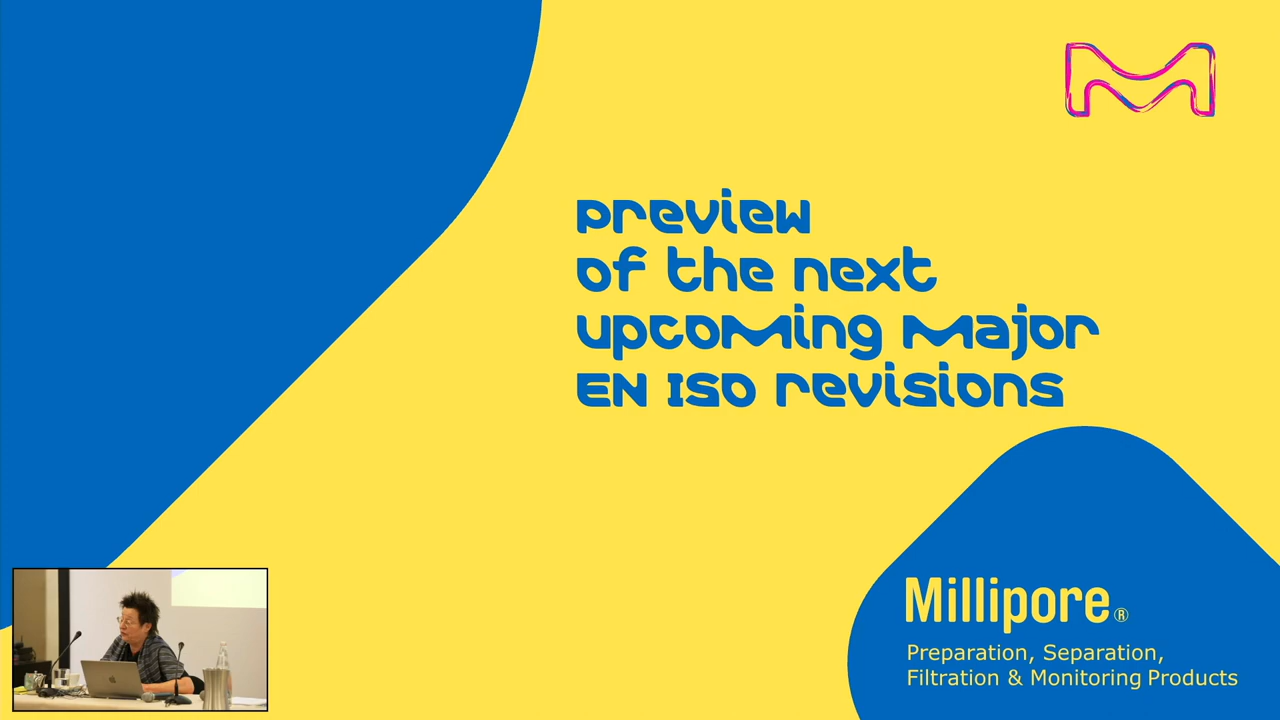 preview
of the next
upcoming Major
EN ISO revisions
Millipore®
Preparation, Separation,
Filtration & Monitoring Products